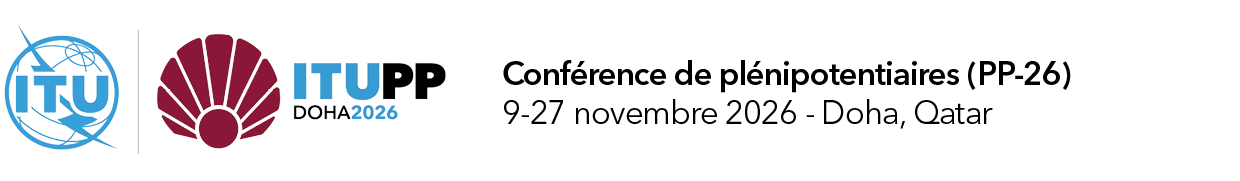 ITU
ITUPP
DOHA2026
Conférence de plénipotentiaires (PP-26)
9-27 novembre 2026 - Doha, Qatar